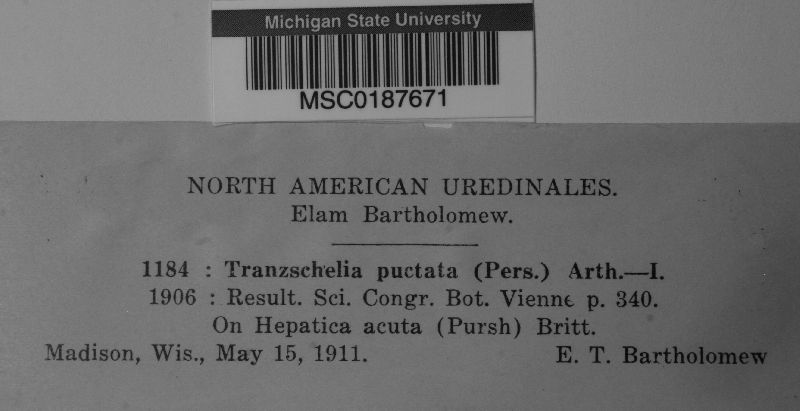 Michigan State University
MSC0187671
NORTH AMERICAN UREDINALES.
Elam Bartholomew.
1184 : Tranzschelia puctata (Pers.) Arth.—I.
1906 : Result. Sci. Congr. Bot. Vienne p. 340.
On Hepatica acuta (Pursh) Britt.
Madison, Wis., May 15, 1911. E. T. Bartholomew